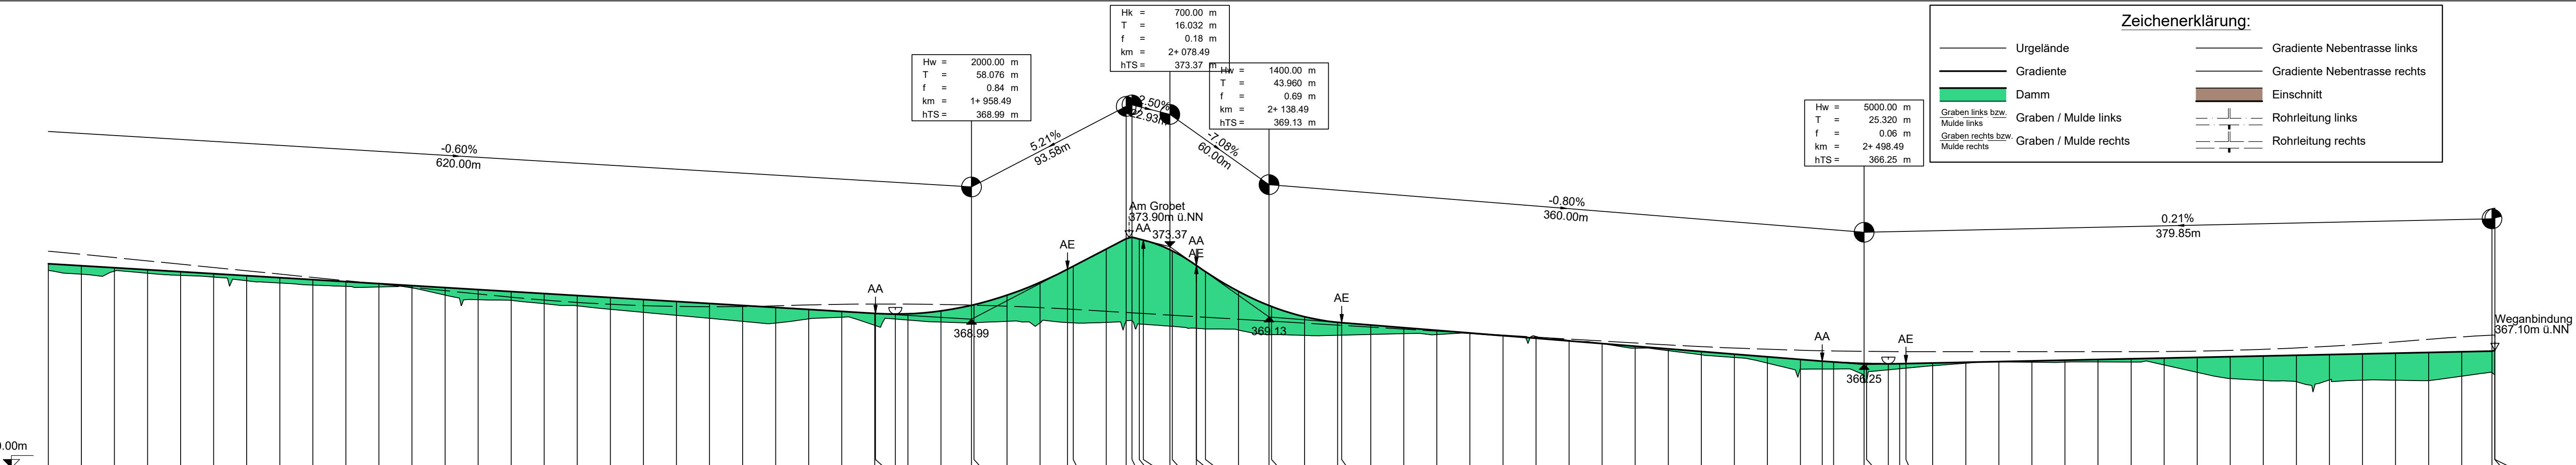 Hk = 700.00 m
T = 16.032 m
f = 0.18 m
km = 2+ 078.49
hTS = 373.37 m
Hw = 2000.00 m
T = 58.076 m
f = 0.84 m
km = 1+ 958.49
hTS = 368.99 m
Hw = 1400.00 m
T = 43.960 m
f = 0.69 m
km = 2+ 138.49
hTS = 369.13 m
Hw = 5000.00 m
T = 25.320 m
f = 0.06 m
km = 2+ 498.49
hTS = 366.25 m
Zeichenerklärung:
Urgelände
Gradiente
Damm
Graben links bzw.
Mulde links
Graben / Mulde links
Graben rechts bzw.
Mulde rechts
Graben / Mulde rechts
Gradiente Nebentrasse links
Gradiente Nebentrasse rechts
Einschnitt
Rohrleitung links
Rohrleitung rechts
-0.60%
620.00m
5.21%
93.58m
2.50%
2.93m
-7.08%
60.00m
-0.80%
360.00m
0.21%
379.85m
Am Grobet
373.90m ü.NN
AA
373.37
AE
AA
AE
AA
368.99
369.13
AE
AA
AE
366.25
Weganbindung
367.10m ü.NN
0.00m